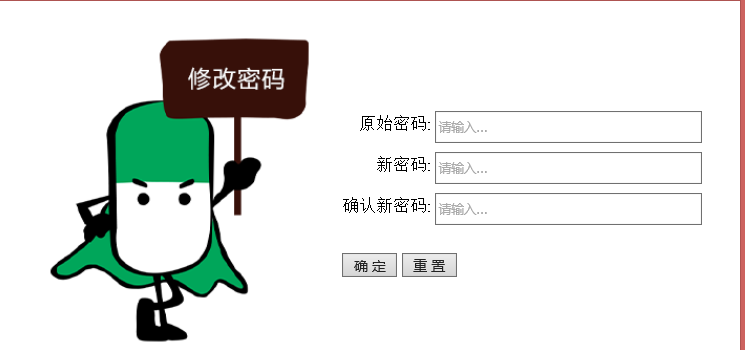 修改密码
原始密码: 请输入...
新密码: 请输入...
确认新密码: 请输入...
确 定 重 置